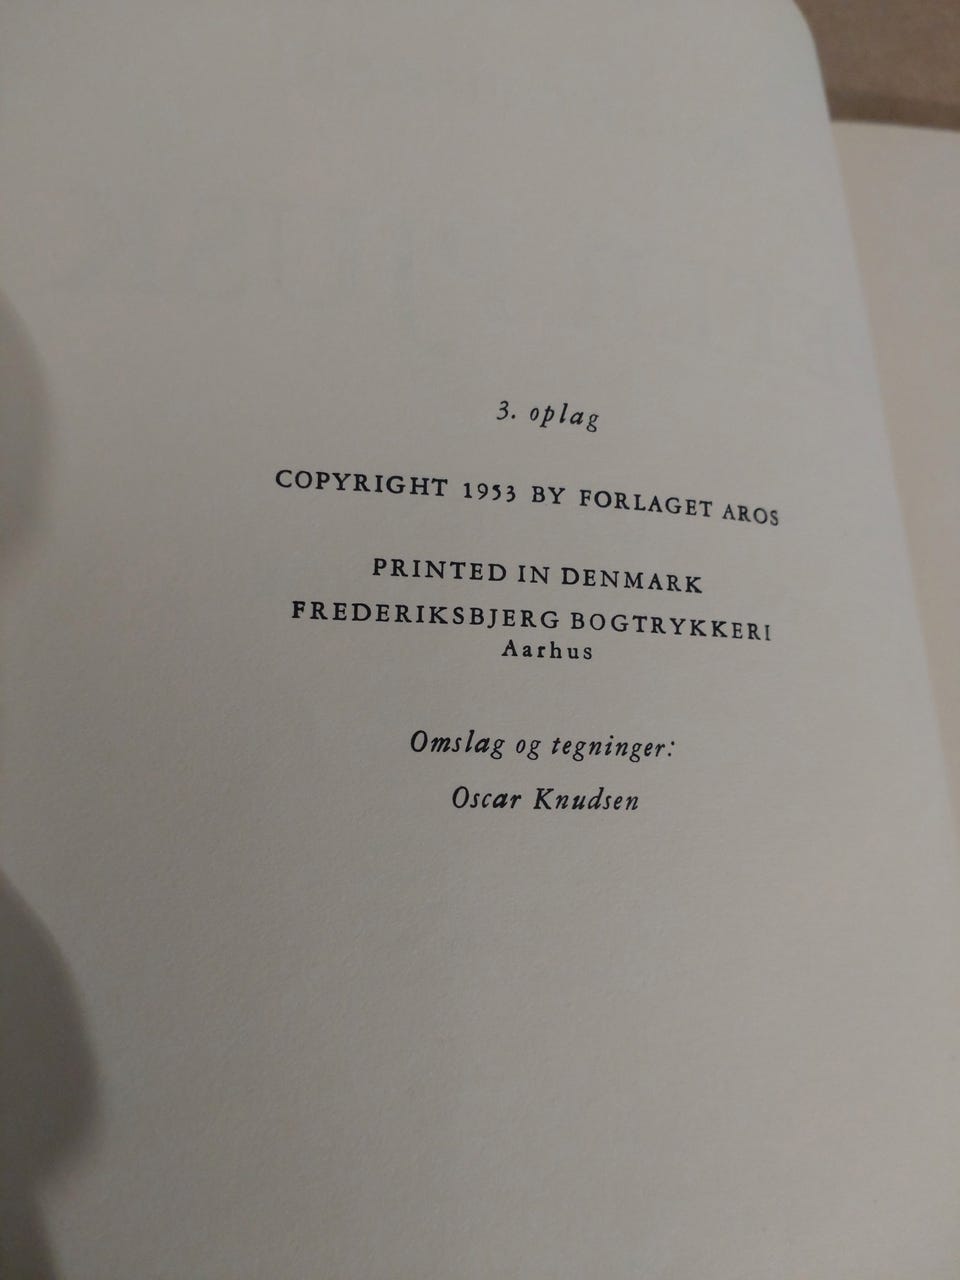 3. oplag
COPYRIGHT 1953 BY FORLAGET AROS
PRINTED IN DENMARK
FREDERIKSBJERG BOGTRYKKERI
Aarhus
Omslag og tegninger:
Oscar Knudsen